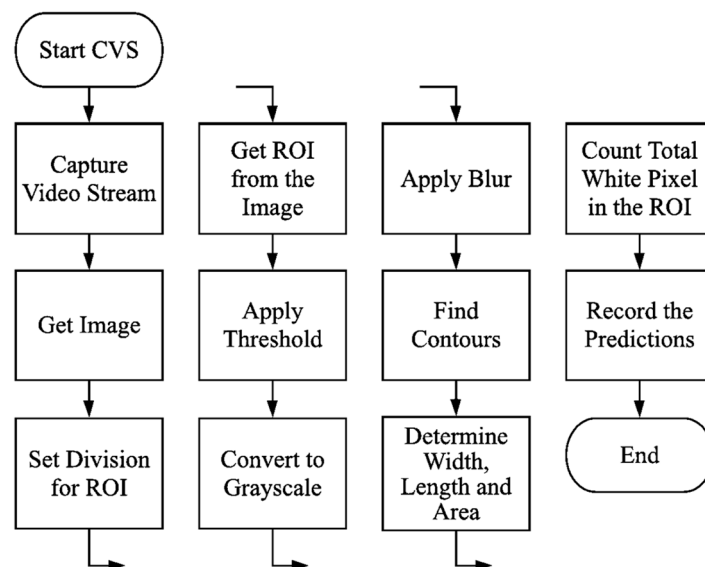 Start CVS
Capture
Video Stream
Get Image
Set Division
for ROI
Get ROI
from the
Image
Apply
Threshold
Convert to
Grayscale
Apply Blur
Find
Contours
Determine
Width,
Length and
Area
Count Total
White Pixel
in the ROI
Record the
Predictions
End